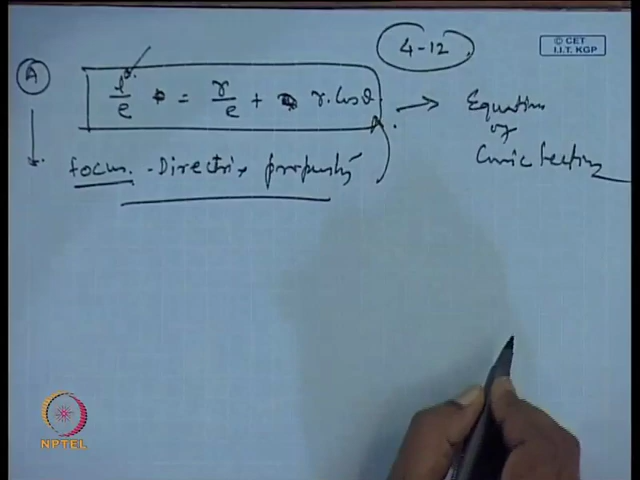 4-12
© CET
I.I.T. KGP
A
l/e = r/e + r.Cosθ
Equation
of
Conic Section
Focus - Directrix property
NPTEL